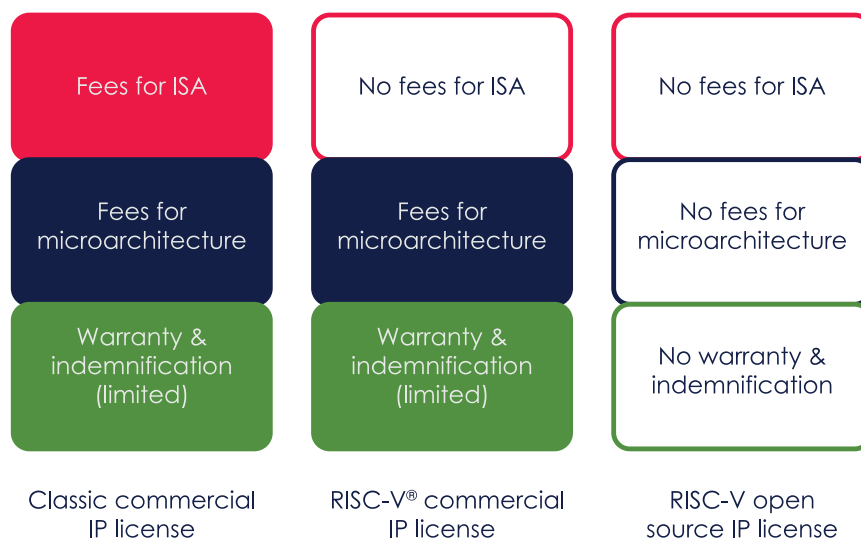 Fees for ISA
No fees for ISA
No fees for ISA
Fees for
microarchitecture
Fees for
microarchitecture
No fees for
microarchitecture
Warranty &
indemnification
(limited)
Warranty &
indemnification
(limited)
No warranty &
indemnification
Classic commercial
IP license
RISC-V® commercial
IP license
RISC-V open
source IP license